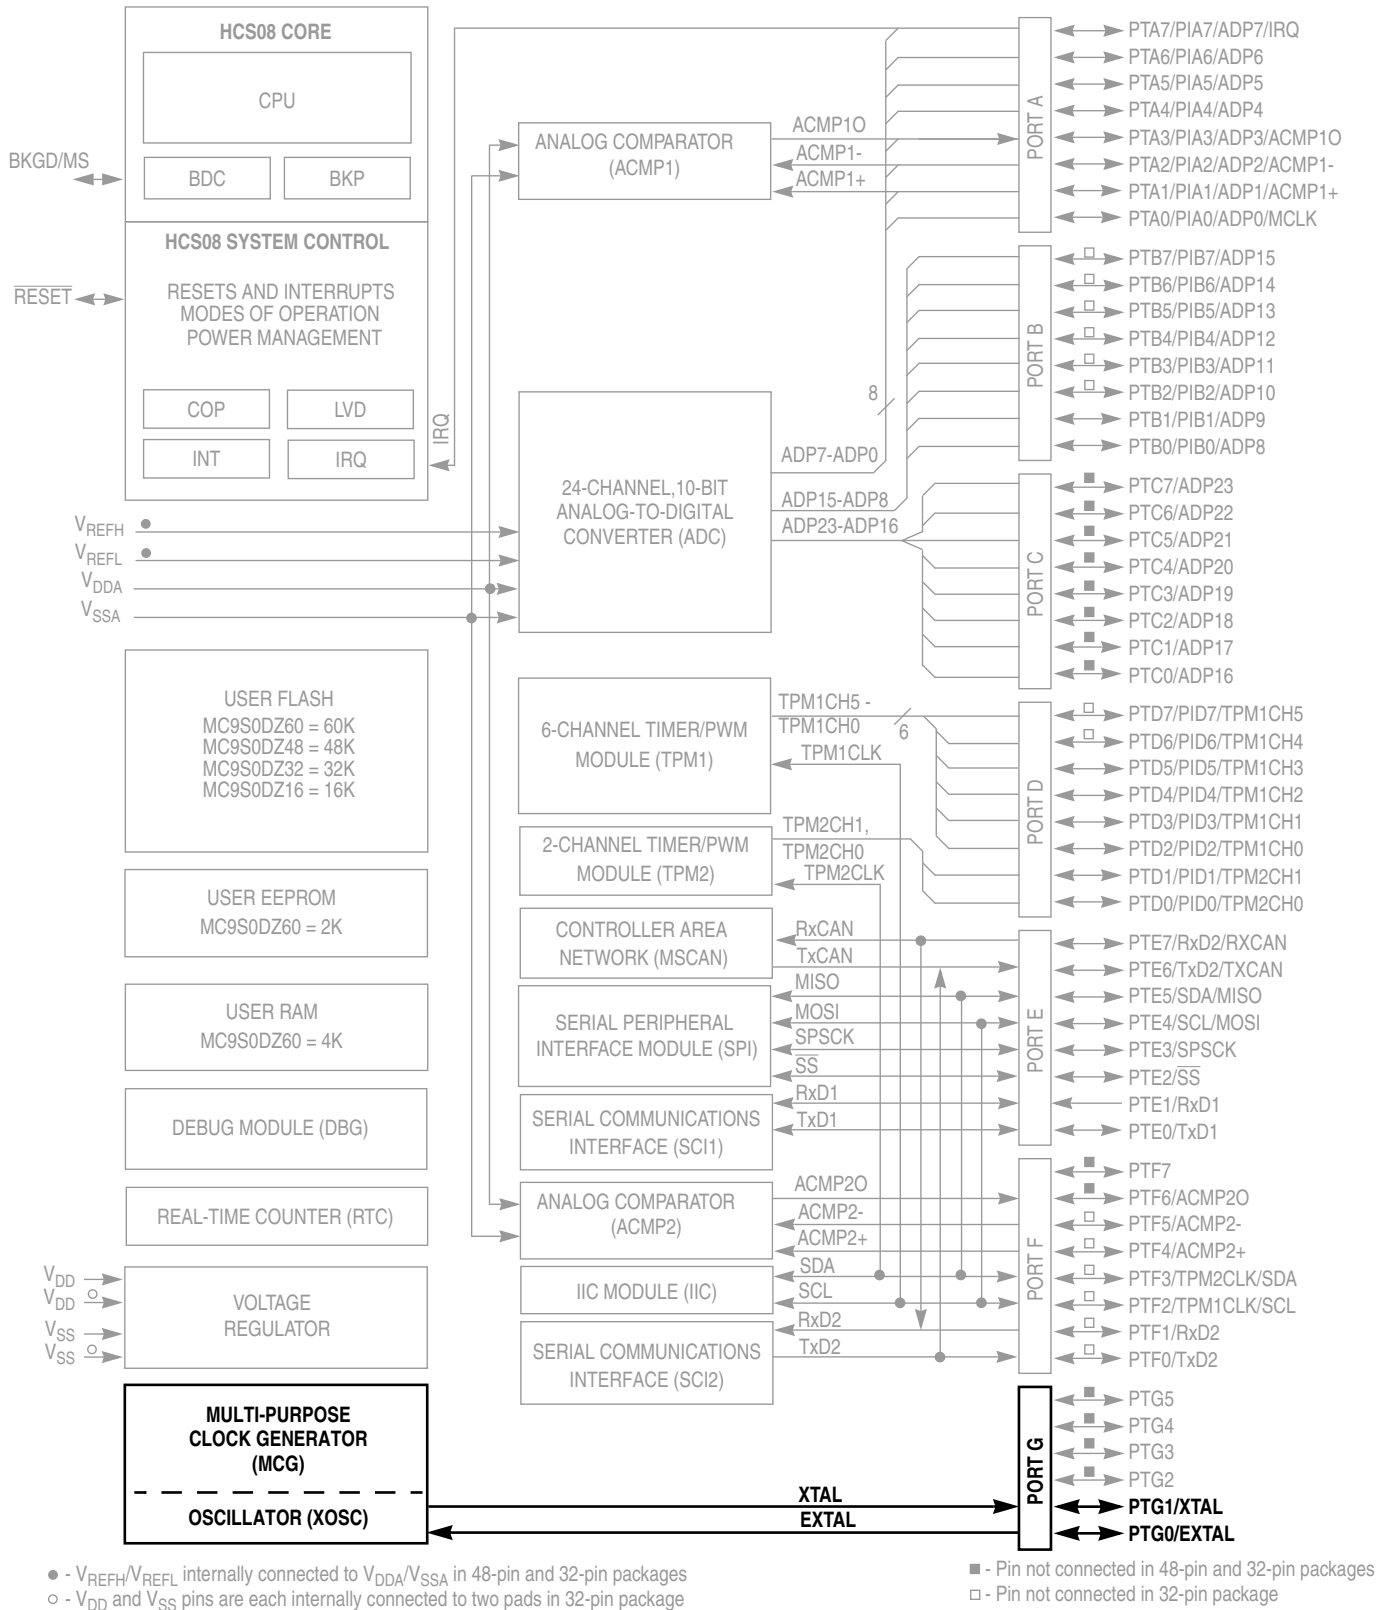 HCS08 CORE
CPU
BDC
BKP
BKGD/MS
HCS08 SYSTEM CONTROL
RESETS AND INTERRUPTS
MODES OF OPERATION
POWER MANAGEMENT
RESET
COP
LVD
INT
IRQ
IRQ
VREFH
VREFL
VDDA
VSSA
USER FLASH
MC9S0DZ60 = 60K
MC9S0DZ48 = 48K
MC9S0DZ32 = 32K
MC9S0DZ16 = 16K
USER EEPROM
MC9S0DZ60 = 2K
USER RAM
MC9S0DZ60 = 4K
DEBUG MODULE (DBG)
REAL-TIME COUNTER (RTC)
VDD
VDD
VSS
VSS
VOLTAGE
REGULATOR
MULTI-PURPOSE
CLOCK GENERATOR
(MCG)
OSCILLATOR (XOSC)
ANALOG COMPARATOR
(ACMP1)
ACMP1O
ACMP1-
ACMP1+
24-CHANNEL,10-BIT
ANALOG-TO-DIGITAL
CONVERTER (ADC)
8
ADP7-ADP0
ADP15-ADP8
ADP23-ADP16
6-CHANNEL TIMER/PWM
MODULE (TPM1)
TPM1CH5 -
TPM1CH0
6
TPM1CLK
2-CHANNEL TIMER/PWM
MODULE (TPM2)
TPM2CH1,
TPM2CH0
TPM2CLK
CONTROLLER AREA
NETWORK (MSCAN)
RxCAN
TxCAN
SERIAL PERIPHERAL
INTERFACE MODULE (SPI)
MISO
MOSI
SPSCK
SS
SERIAL COMMUNICATIONS
INTERFACE (SCI1)
RxD1
TxD1
ANALOG COMPARATOR
(ACMP2)
ACMP2O
ACMP2-
ACMP2+
IIC MODULE (IIC)
SDA
SCL
SERIAL COMMUNICATIONS
INTERFACE (SCI2)
RxD2
TxD2
XTAL
EXTAL
PORT A
PTA7/PIA7/ADP7/IRQ
PTA6/PIA6/ADP6
PTA5/PIA5/ADP5
PTA4/PIA4/ADP4
PTA3/PIA3/ADP3/ACMP1O
PTA2/PIA2/ADP2/ACMP1-
PTA1/PIA1/ADP1/ACMP1+
PTA0/PIA0/ADP0/MCLK
PORT B
PTB7/PIB7/ADP15
PTB6/PIB6/ADP14
PTB5/PIB5/ADP13
PTB4/PIB4/ADP12
PTB3/PIB3/ADP11
PTB2/PIB2/ADP10
PTB1/PIB1/ADP9
PTB0/PIB0/ADP8
PORT C
PTC7/ADP23
PTC6/ADP22
PTC5/ADP21
PTC4/ADP20
PTC3/ADP19
PTC2/ADP18
PTC1/ADP17
PTC0/ADP16
PORT D
PTD7/PID7/TPM1CH5
PTD6/PID6/TPM1CH4
PTD5/PID5/TPM1CH3
PTD4/PID4/TPM1CH2
PTD3/PID3/TPM1CH1
PTD2/PID2/TPM1CH0
PTD1/PID1/TPM2CH1
PTD0/PID0/TPM2CH0
PORT E
PTE7/RxD2/RXCAN
PTE6/TxD2/TXCAN
PTE5/SDA/MISO
PTE4/SCL/MOSI
PTE3/SPSCK
PTE2/SS
PTE1/RxD1
PTE0/TxD1
PORT F
PTF7
PTF6/ACMP2O
PTF5/ACMP2-
PTF4/ACMP2+
PTF3/TPM2CLK/SDA
PTF2/TPM1CLK/SCL
PTF1/RxD2
PTF0/TxD2
PORT G
PTG5
PTG4
PTG3
PTG2
PTG1/XTAL
PTG0/EXTAL
● - VREFH/VREFL internally connected to VDDA/VSSA in 48-pin and 32-pin packages
○ - VDD and VSS pins are each internally connected to two pads in 32-pin package
■ - Pin not connected in 48-pin and 32-pin packages
□ - Pin not connected in 32-pin package